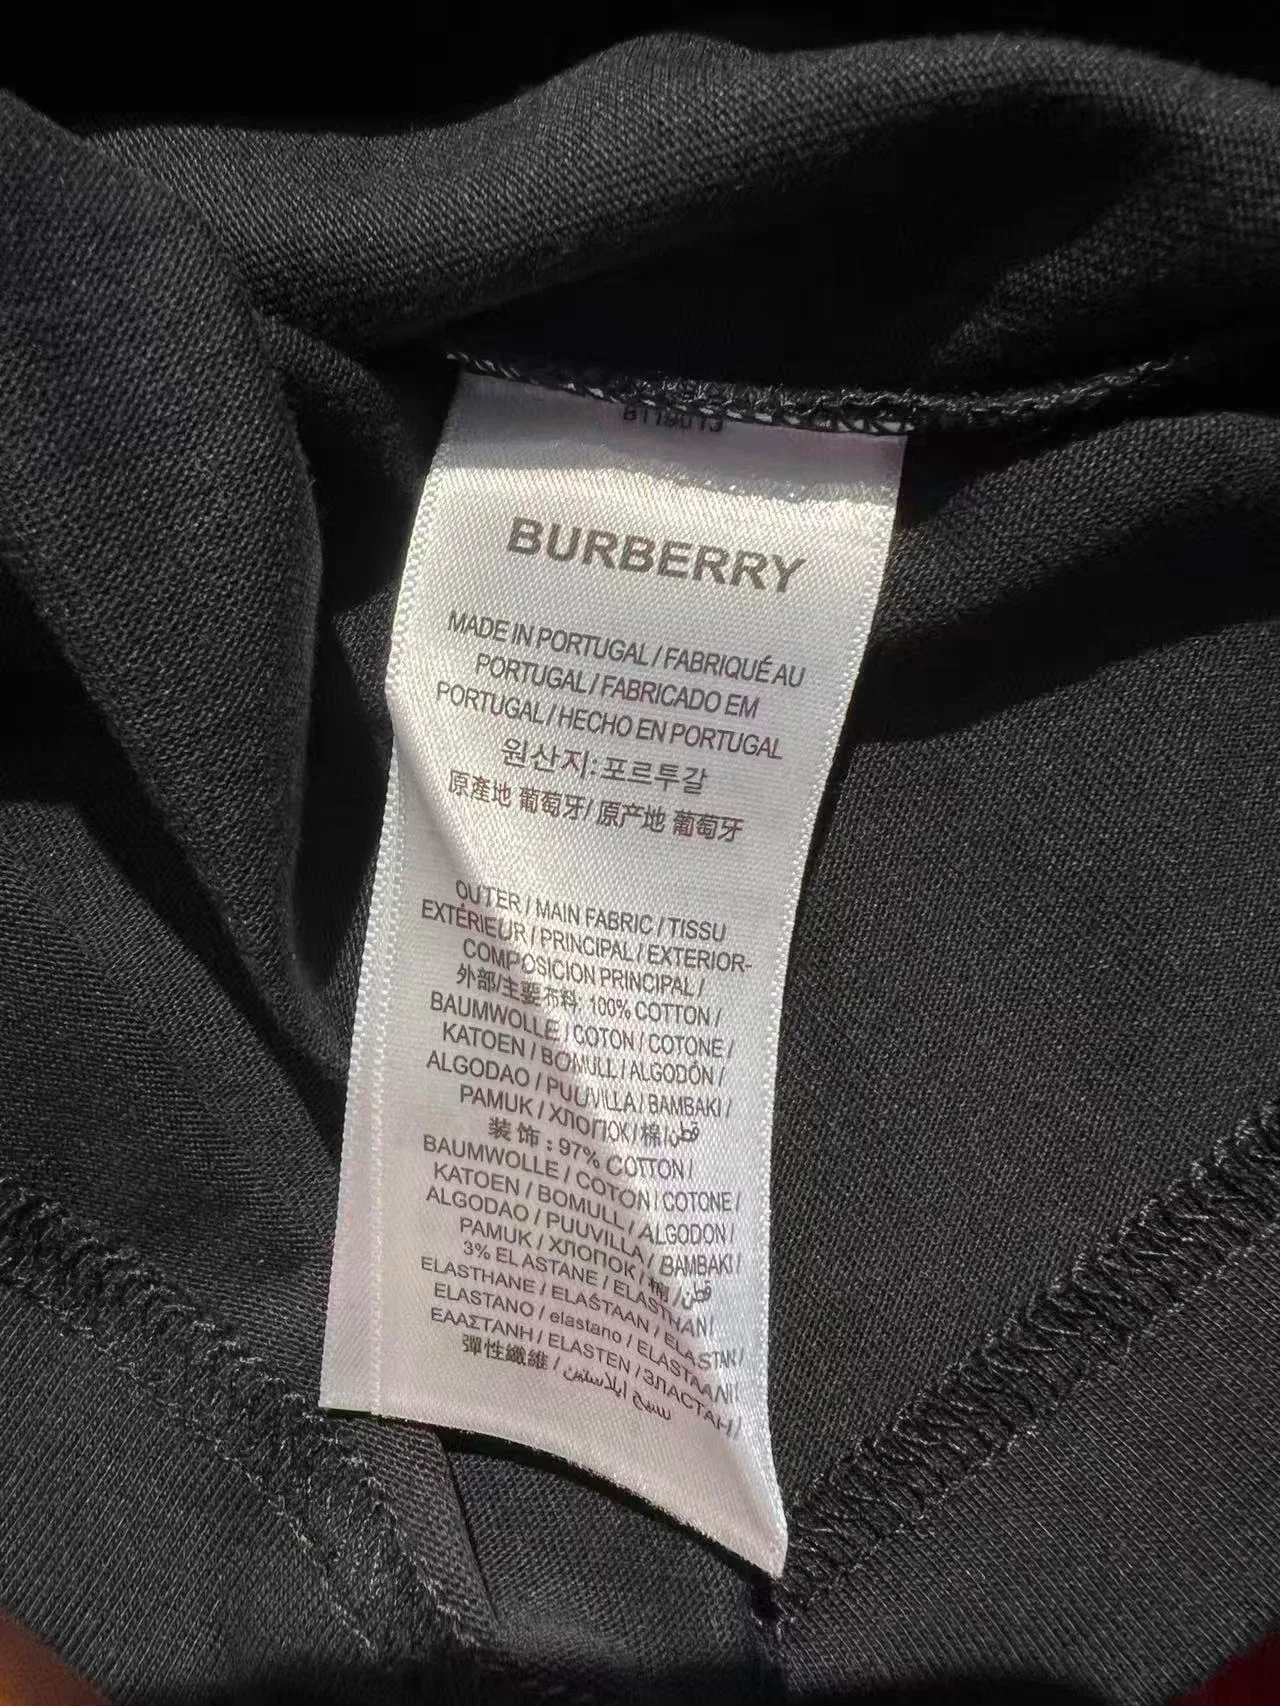 BURBERRY
MADE IN PORTUGAL / FABRIQUÉ AU
PORTUGAL / FABRICADO EM
PORTUGAL / HECHO EN PORTUGAL
원산지: 포르투갈
原產地 葡萄牙/ 原产地 葡萄牙
OUTER / MAIN FABRIC / TISSU
EXTÉRIEUR / PRINCIPAL / EXTERIOR-
COMPOSICION PRINCIPAL /
外部/主要布料: 100% COTTON /
BAUMWOLLE / COTON / COTONE /
KATOEN / BOMULL / ALGODÓN /
ALGODAO / PUUVILLA / BAMBAKI /
PAMUK / ХЛОПОК / 棉 / قطن
装饰: 97% COTTON /
BAUMWOLLE / COTON / COTONE /
KATOEN / BOMULL / ALGODON /
ALGODAO / PUUVILLA / BAMBAKI /
PAMUK / ХЛОПОК / 棉 / قطن
3% ELASTANE / ELASTHAN /
ELASTHANE / ELASTAAN / ELASTAN /
ELASTANO / elastano / ELASTAANI
ΕΛΑΣΤΑΝΗ / ELASTEN / ЭЛАСТАН /
彈性纖維 /